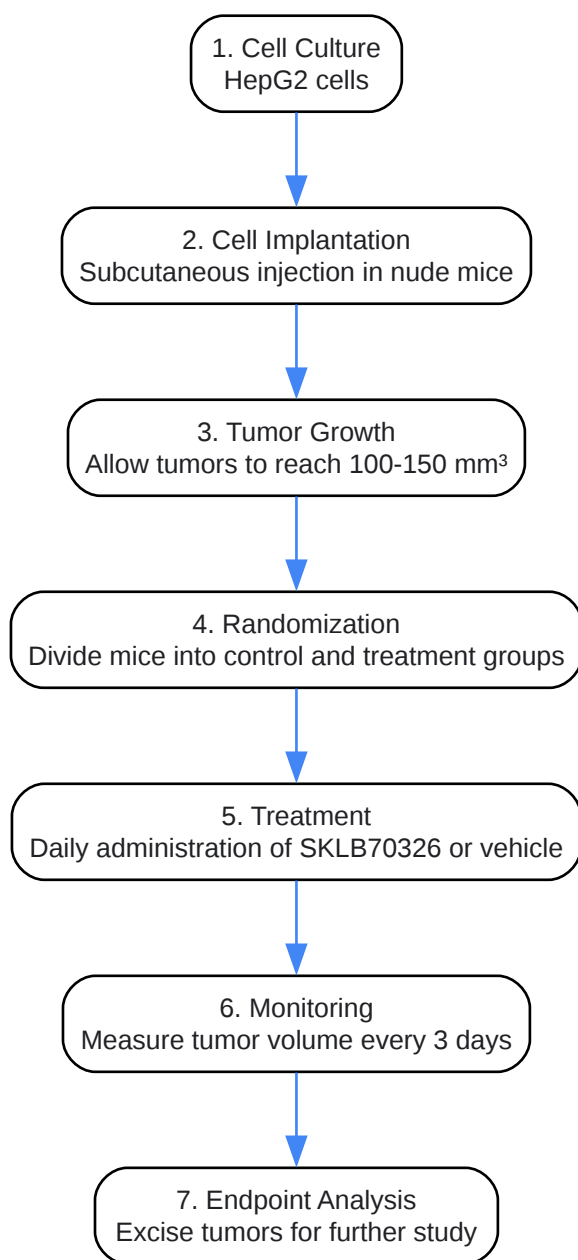 1. Cell Culture
HepG2 cells
2. Cell Implantation
Subcutaneous injection in nude mice
3. Tumor Growth
Allow tumors to reach 100-150 mm³
4. Randomization
Divide mice into control and treatment groups
5. Treatment
Daily administration of SKLB70326 or vehicle
6. Monitoring
Measure tumor volume every 3 days
7. Endpoint Analysis
Excise tumors for further study